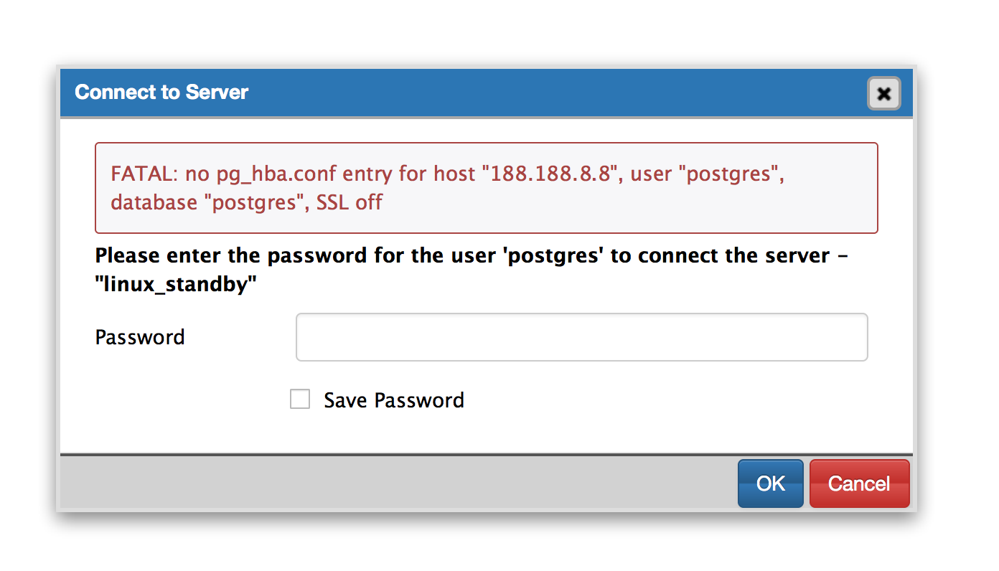 Connect to Server
FATAL: no pg_hba.conf entry for host "188.188.8.8", user "postgres",
database "postgres", SSL off
Please enter the password for the user 'postgres' to connect the server –
"linux_standby"
Password
Save Password
OK
Cancel